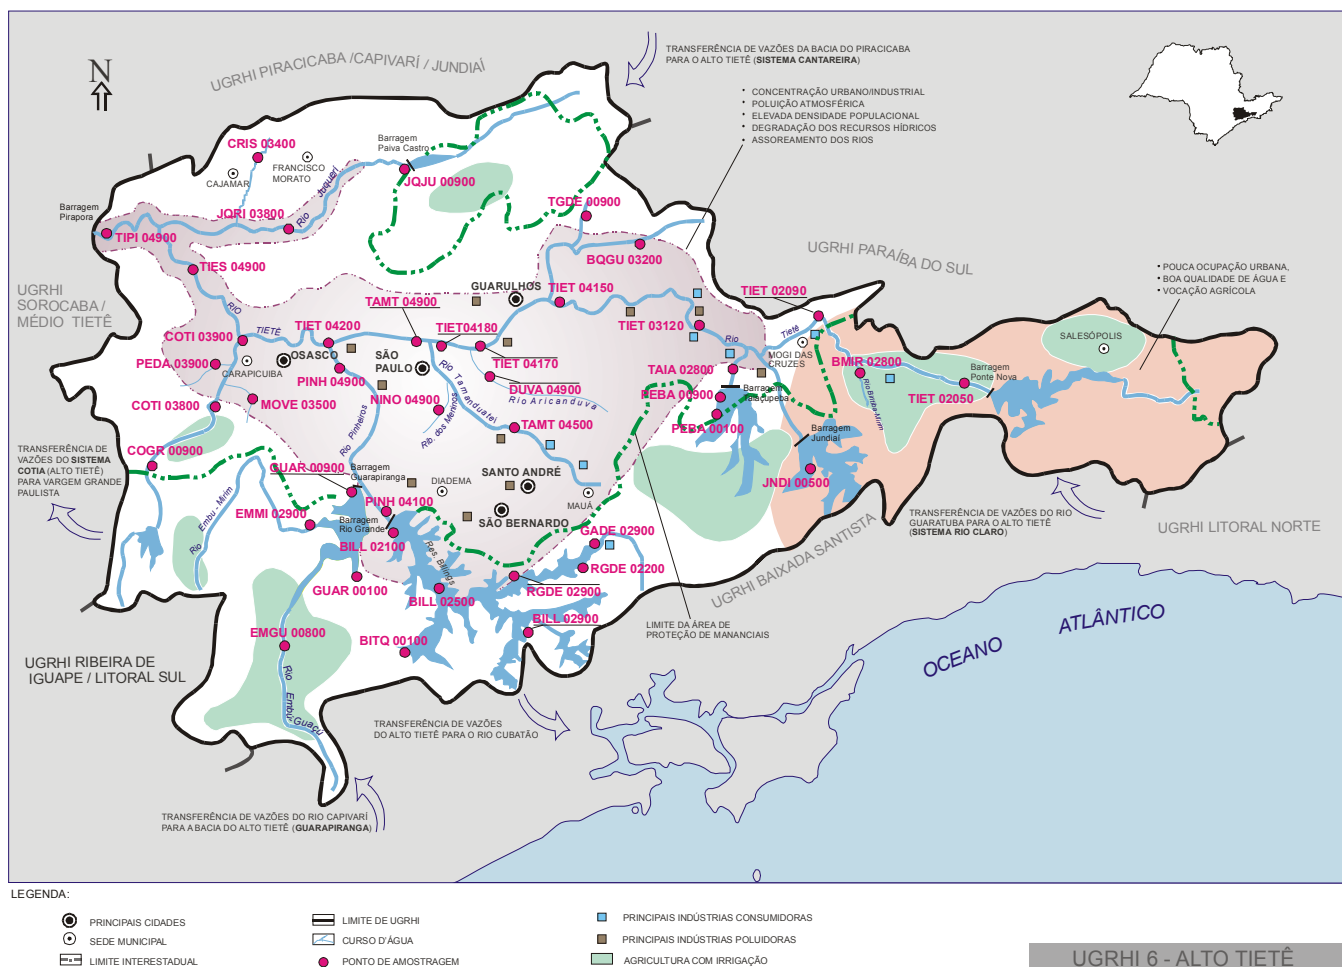 UGRHI PIRACICABA /CAPIVARÍ / JUNDIAÍ
N
TRANSFERÊNCIA DE VAZÕES DA BACIA DO PIRACICABA
PARA O ALTO TIETÊ (SISTEMA CANTAREIRA)
• CONCENTRAÇÃO URBANO/INDUSTRIAL
• POLUIÇÃO ATMOSFÉRICA
• ELEVADA DENSIDADE POPULACIONAL
• DEGRADAÇÃO DOS RECURSOS HÍDRICOS
• ASSOREAMENTO DOS RIOS
CRIS 03400
FRANCISCO
MORATO
CAJAMAR
Barragem
Paiva Castro
JQJU 00900
Rio Juqueri
JQRI 03800
Barragem
Pirapora
TIPI 04900
TGDE 00900
BQGU 03200
UGRHI PARAÍBA DO SUL
• POUCA OCUPAÇÃO URBANA,
• BOA QUALIDADE DE ÁGUA E
• VOCAÇÃO AGRÍCOLA
TIES 04900
UGRHI
SOROCABA /
MÉDIO TIETÊ
GUARULHOS
TIET 04150
TAMT 04900
TIET 02090
RIO
TIETÊ
TIET 04200
TIET04180
TIET 03120
Rio
Tietê
SALESÓPOLIS
COTI 03900
OSASCO
SÃO
PAULO
TIET 04170
MOGI DAS
CRUZES
PEDA 03900
CARAPICUIBA
PINH 04900
TAIA 02800
BMIR 02800
Barragem
Ponte Nova
DUVA 04900
Rio Aricanduva
PEBA 00900
Barragem
Taiaçupeba
TIET 02050
Rio Biritiba-Mirim
COTI 03800
MOVE 03500
NINO 04900
Rio Tamanduateí
Rib. dos Meninos
TAMT 04500
PEBA 00100
Barragem
Jundiaí
Rio Pinheiros
COGR 00900
TRANSFERÊNCIA DE
VAZÕES DO SISTEMA
COTIA (ALTO TIETÊ)
PARA VARGEM GRANDE
PAULISTA
GUAR 00900
Barragem
Guarapiranga
DIADEMA
SANTO ANDRÉ
MAUÁ
JNDI 00500
Rio Embu - Mirim
EMMI 02900
PINH 04100
Barragem
Rio Grande
SÃO BERNARDO
TRANSFERÊNCIA DE VAZÕES DO RIO
GUARATUBA PARA O ALTO TIETÊ
(SISTEMA RIO CLARO)
UGRHI LITORAL NORTE
BILL 02100
Res. Billings
GADE 02900
RGDE 02200
UGRHI BAIXADA SANTISTA
GUAR 00100
BILL 02500
RGDE 02900
BILL 02900
LIMITE DA ÁREA DE
PROTEÇÃO DE MANANCIAIS
OCEANO ATLÂNTICO
EMGU 00800
BITQ 00100
UGRHI RIBEIRA DE
IGUAPE / LITORAL SUL
Rio Embú-Guaçú
TRANSFERÊNCIA DE VAZÕES
DO ALTO TIETÊ PARA O RIO CUBATÃO
TRANSFERÊNCIA DE VAZÕES DO RIO CAPIVARÍ
PARA A BACIA DO ALTO TIETÊ (GUARAPIRANGA)
LEGENDA:
PRINCIPAIS CIDADES
SEDE MUNICIPAL
LIMITE INTERESTADUAL
LIMITE DE UGRHI
CURSO D'ÁGUA
PONTO DE AMOSTRAGEM
PRINCIPAIS INDÚSTRIAS CONSUMIDORAS
PRINCIPAIS INDÚSTRIAS POLUIDORAS
AGRICULTURA COM IRRIGAÇÃO
UGRHI 6 - ALTO TIETÊ